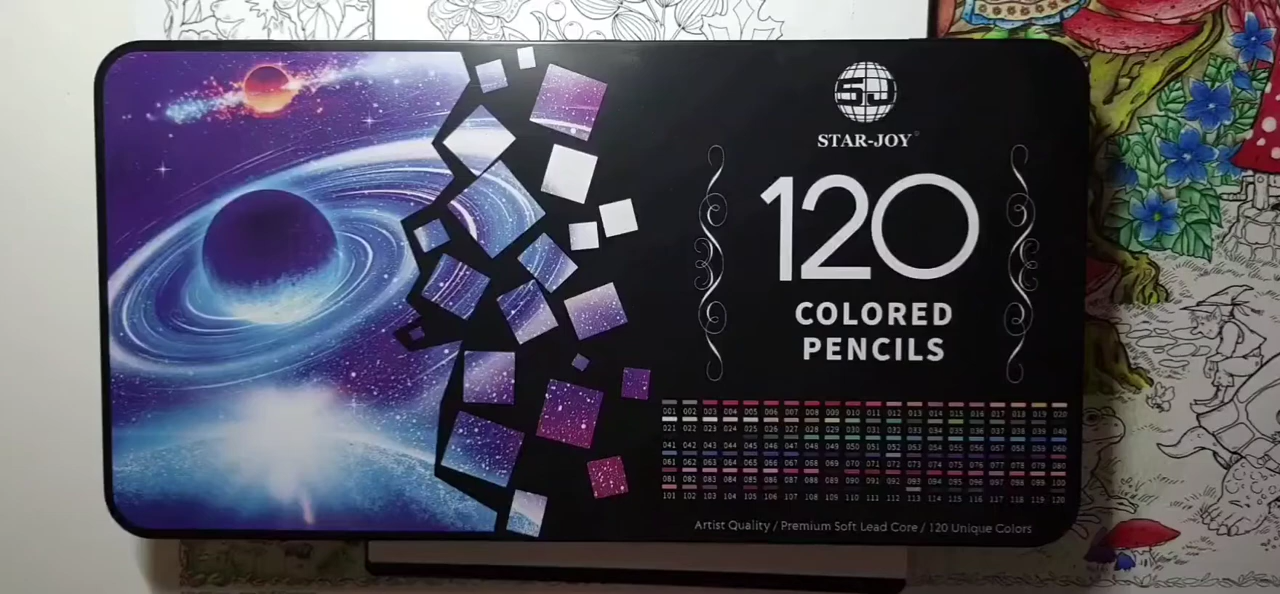 SJ
STAR-JOY®
120
COLORED
PENCILS
001 002 003 004 005 006 007 008 009 010 011 012 013 014 015 016 017 018 019 020
021 022 023 024 025 026 027 028 029 030 031 032 033 034 035 036 037 038 039 040
041 042 043 044 045 046 047 048 049 050 051 052 053 054 055 056 057 058 059 060
061 062 063 064 065 066 067 068 069 070 071 072 073 074 075 076 077 078 079 080
081 082 083 084 085 086 087 088 089 090 091 092 093 094 095 096 097 098 099 100
101 102 103 104 105 106 107 108 109 110 111 112 113 114 115 116 117 118 119 120
Artist Quality / Premium Soft Lead Core / 120 Unique Colors